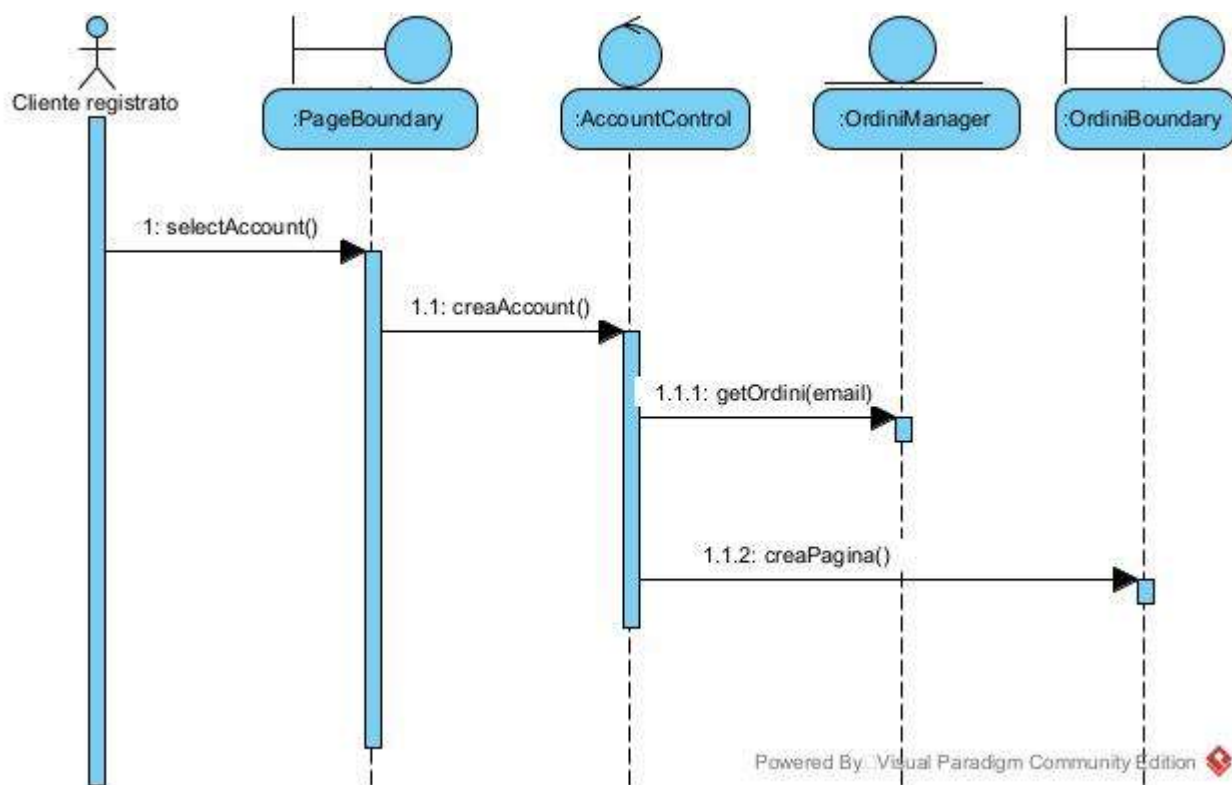 Cliente registrato
:PageBoundary
:AccountControl
:OrdiniManager
:OrdiniBoundary
1: selectAccount()
1.1: creaAccount()
1.1.1: getOrdini(email)
1.1.2: creaPagina()
Powered By Visual Paradigm Community Edition